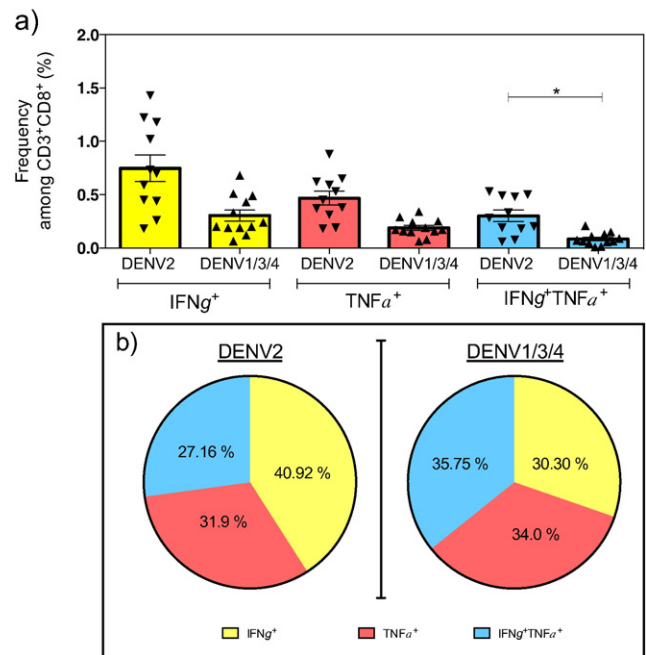 a)
Frequency
among CD3⁺CD8⁺ (%)
2.0
1.5
1.0
0.5
0.0
*
DENV2 DENV1/3/4 DENV2 DENV1/3/4 DENV2 DENV1/3/4
IFNg⁺ TNFa⁺ IFNg⁺TNFa⁺
b)
DENV2 DENV1/3/4
27.16 % 40.92 % 31.9 %
35.75 % 30.30 % 34.0 %
IFNg⁺ TNFa⁺ IFNg⁺TNFa⁺